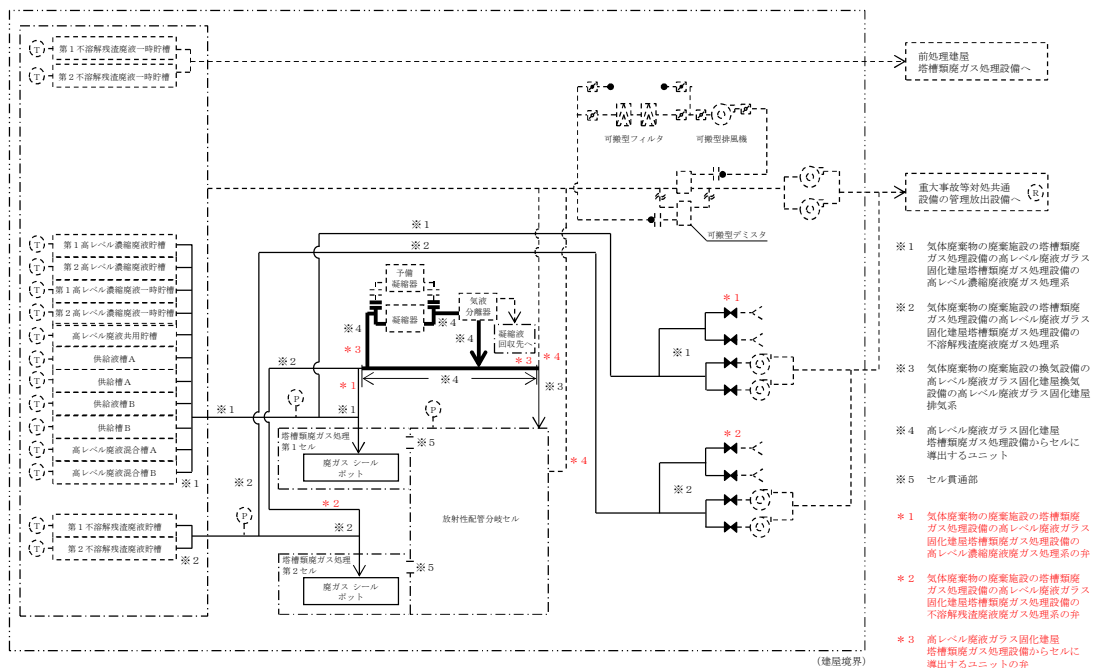 T 第1不溶解残渣廃液一時貯槽
T 第2不溶解残渣廃液一時貯槽
前処理建屋
塔槽類廃ガス処理設備へ
可搬型フィルタ
可搬型排風機
重大事故等対処共通
設備の管理放出設備へ
R
可搬型デミスタ
T 第1高レベル濃縮廃液貯槽
T 第2高レベル濃縮廃液貯槽
T 第1高レベル濃縮廃液一時貯槽
T 第2高レベル濃縮廃液一時貯槽
T 高レベル廃液共用貯槽
T 供給液槽A
T 供給槽A
T 供給液槽B
T 供給槽B
T 高レベル廃液混合槽A
T 高レベル廃液混合槽B
※1
T 第1不溶解残渣廃液貯槽
T 第2不溶解残渣廃液貯槽
※2
※1
※2
※1
※2
予備
凝縮器
凝縮器
気液
分離器
凝縮液
回収先へ
※4
※4
※4
*3
*3
*4
※4
※3
※2
*1
※1
P
P
P
塔槽類廃ガス処理
第1セル
廃ガス シール
ポット
※5
*4
放射性配管分岐セル
*2
※2
塔槽類廃ガス処理
第2セル
廃ガス シール
ポット
※5
*1
※1
*2
※2
※1 気体廃棄物の廃棄施設の塔槽類廃
ガス処理設備の高レベル廃液ガラス
固化建屋塔槽類廃ガス処理設備の
高レベル濃縮廃液廃ガス処理系
※2 気体廃棄物の廃棄施設の塔槽類廃
ガス処理設備の高レベル廃液ガラス
固化建屋塔槽類廃ガス処理設備の
不溶解残渣廃液廃ガス処理系
※3 気体廃棄物の廃棄施設の換気設備の
高レベル廃液ガラス固化建屋換気
設備の高レベル廃液ガラス固化建屋
排気系
※4 高レベル廃液ガラス固化建屋
塔槽類廃ガス処理設備からセルに
導出するユニット
※5 セル貫通部
*1 気体廃棄物の廃棄施設の塔槽類廃
ガス処理設備の高レベル廃液ガラス
固化建屋塔槽類廃ガス処理設備の
高レベル濃縮廃液廃ガス処理系の弁
*2 気体廃棄物の廃棄施設の塔槽類廃
ガス処理設備の高レベル廃液ガラス
固化建屋塔槽類廃ガス処理設備の
不溶解残渣廃液廃ガス処理系の弁
*3 高レベル廃液ガラス固化建屋
塔槽類廃ガス処理設備からセルに
導出するユニットの弁
(建屋境界)